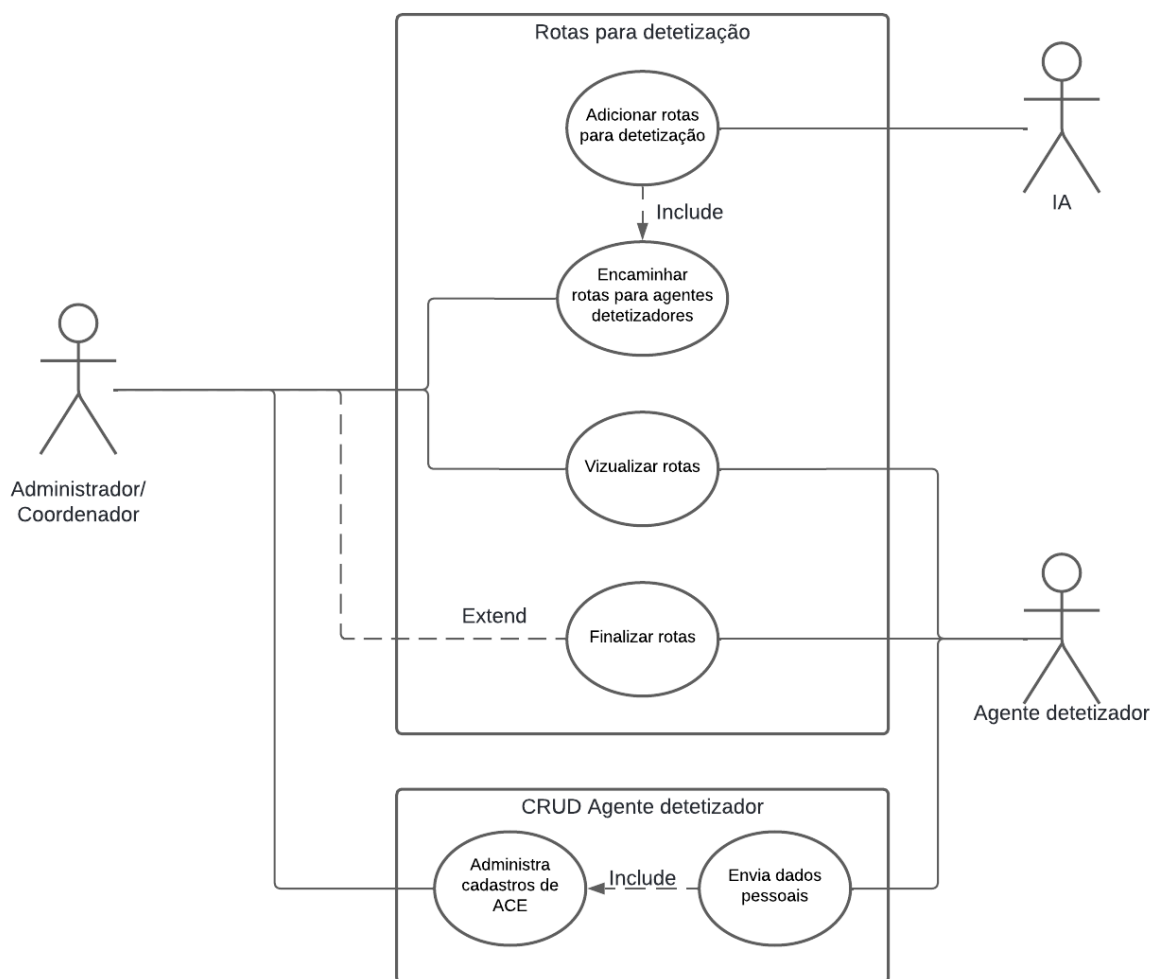 Rotas para detetização
Adicionar rotas
para detetização
IA
Include
Encaminhar
rotas para agentes
detetizadores
Administrador/
Coordenador
Vizualizar rotas
Extend
Finalizar rotas
Agente detetizador
CRUD Agente detetizador
Administra
cadastros de
ACE
Include
Envia dados
pessoais